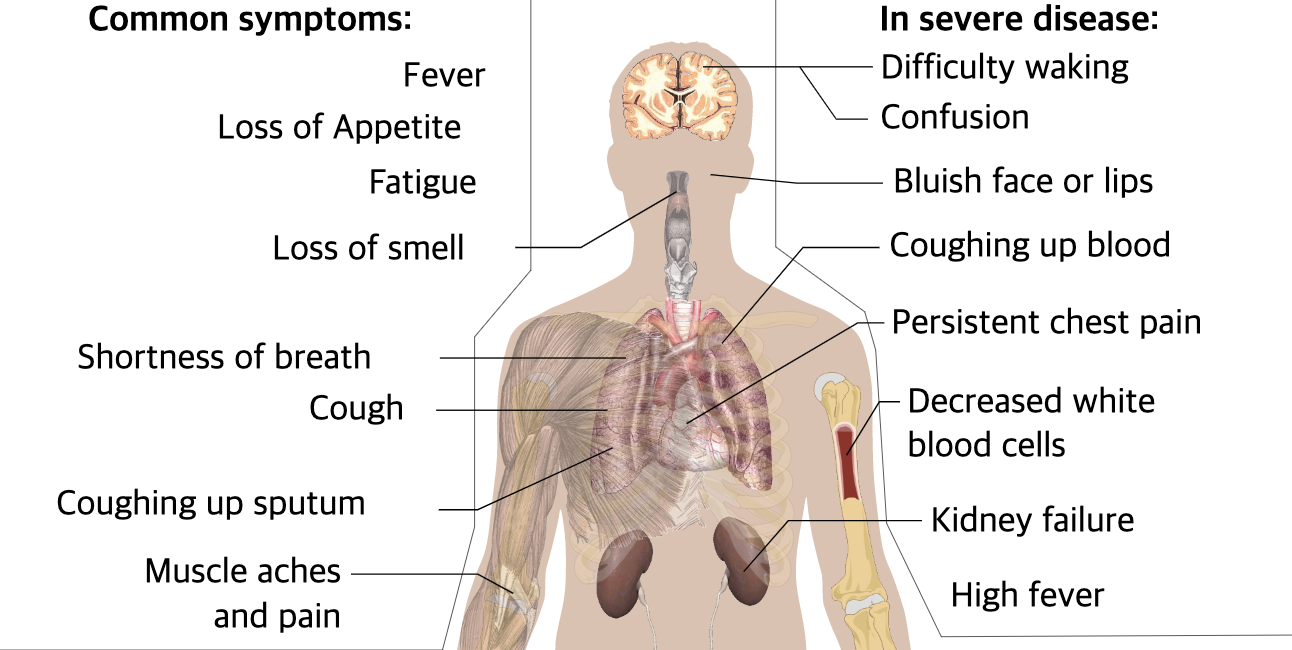 Common symptoms:
Fever
Loss of Appetite
Fatigue
Loss of smell
Shortness of breath
Cough
Coughing up sputum
Muscle aches
and pain
In severe disease:
Difficulty waking
Confusion
Bluish face or lips
Coughing up blood
Persistent chest pain
Decreased white
blood cells
Kidney failure
High fever